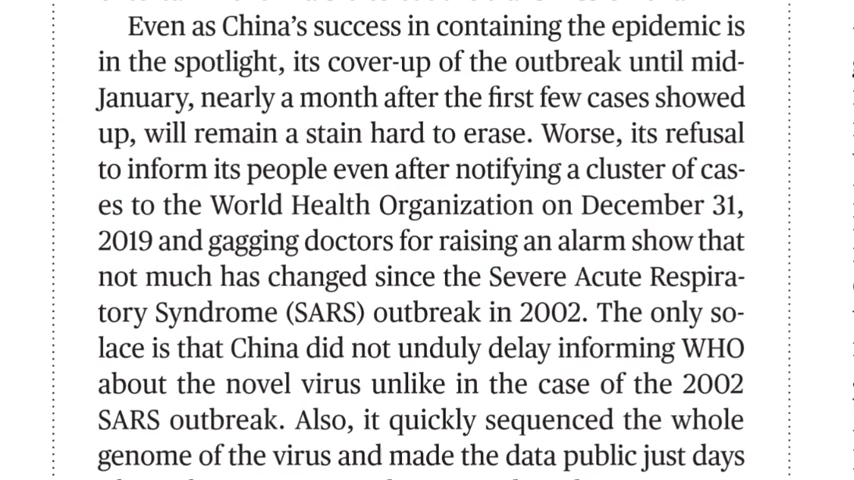 Even as China’s success in containing the epidemic is
in the spotlight, its cover-up of the outbreak until mid-
January, nearly a month after the first few cases showed
up, will remain a stain hard to erase. Worse, its refusal
to inform its people even after notifying a cluster of cas-
es to the World Health Organization on December 31,
2019 and gagging doctors for raising an alarm show that
not much has changed since the Severe Acute Respira-
tory Syndrome (SARS) outbreak in 2002. The only so-
lace is that China did not unduly delay informing WHO
about the novel virus unlike in the case of the 2002
SARS outbreak. Also, it quickly sequenced the whole
genome of the virus and made the data public just days